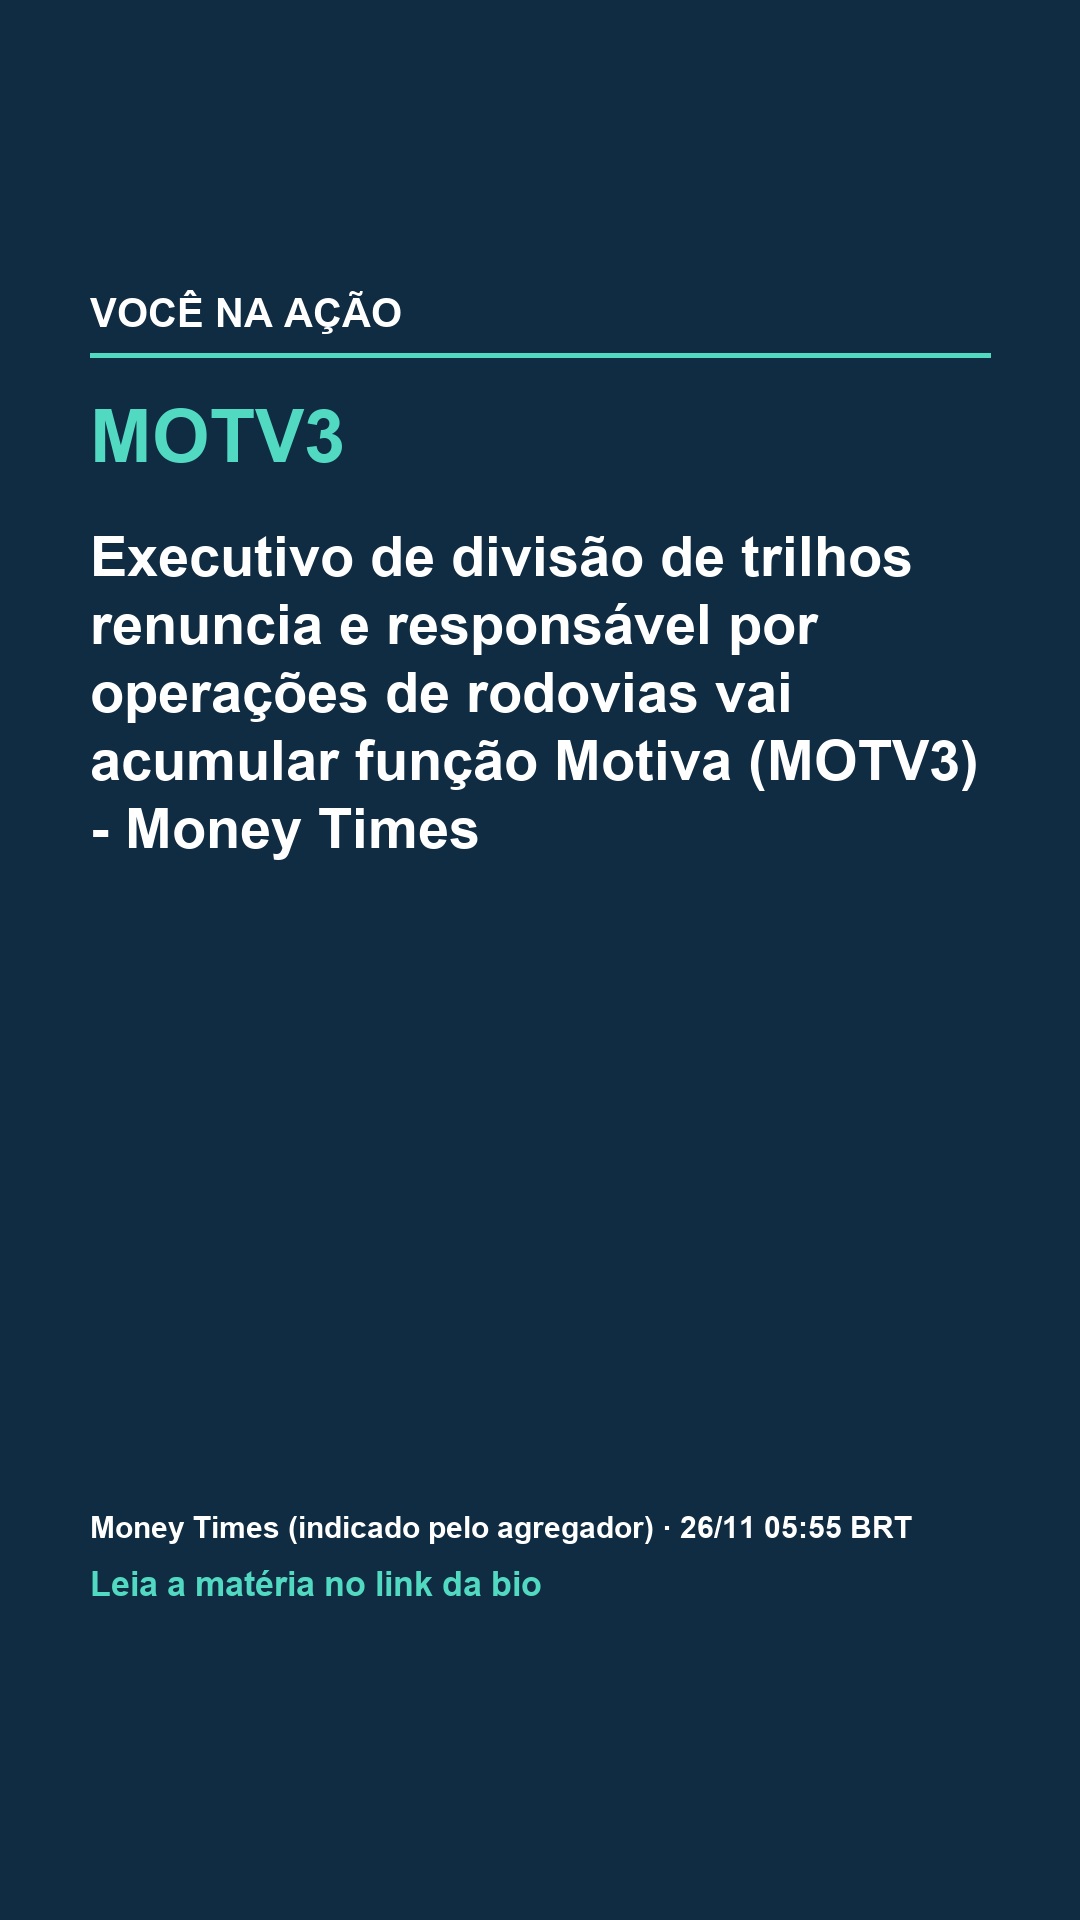 VOCÊ NA AÇÃO
MOTV3
Executivo de divisão de trilhos
renuncia e responsável por
operações de rodovias vai
acumular função Motiva (MOTV3)
- Money Times
Money Times (indicado pelo agregador) · 26/11 05:55 BRT
Leia a matéria no link da bio